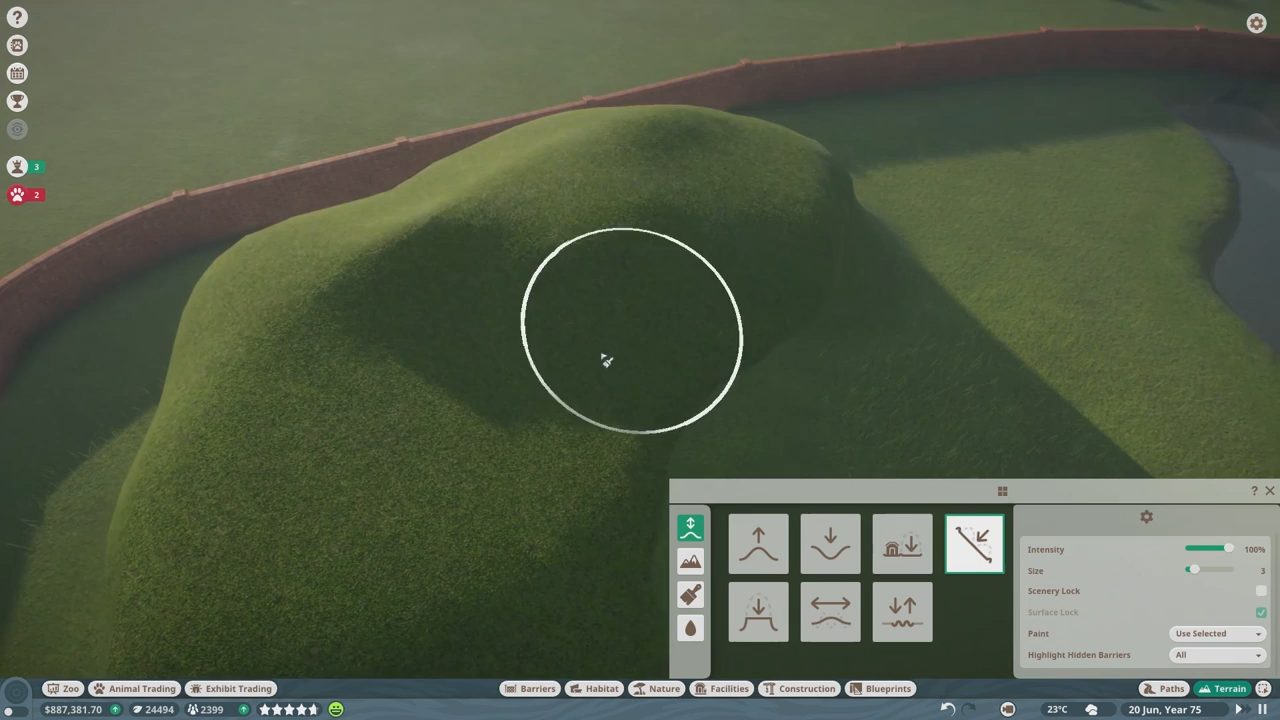 ?
3
2
?
Intensity 100%
Size 3
Scenery Lock
Surface Lock
Paint Use Selected
Highlight Hidden Barriers All
Zoo Animal Trading Exhibit Trading Barriers Habitat Nature Facilities Construction Blueprints Paths Terrain
$887,381.70 24494 2399 23°C 20 Jun, Year 75